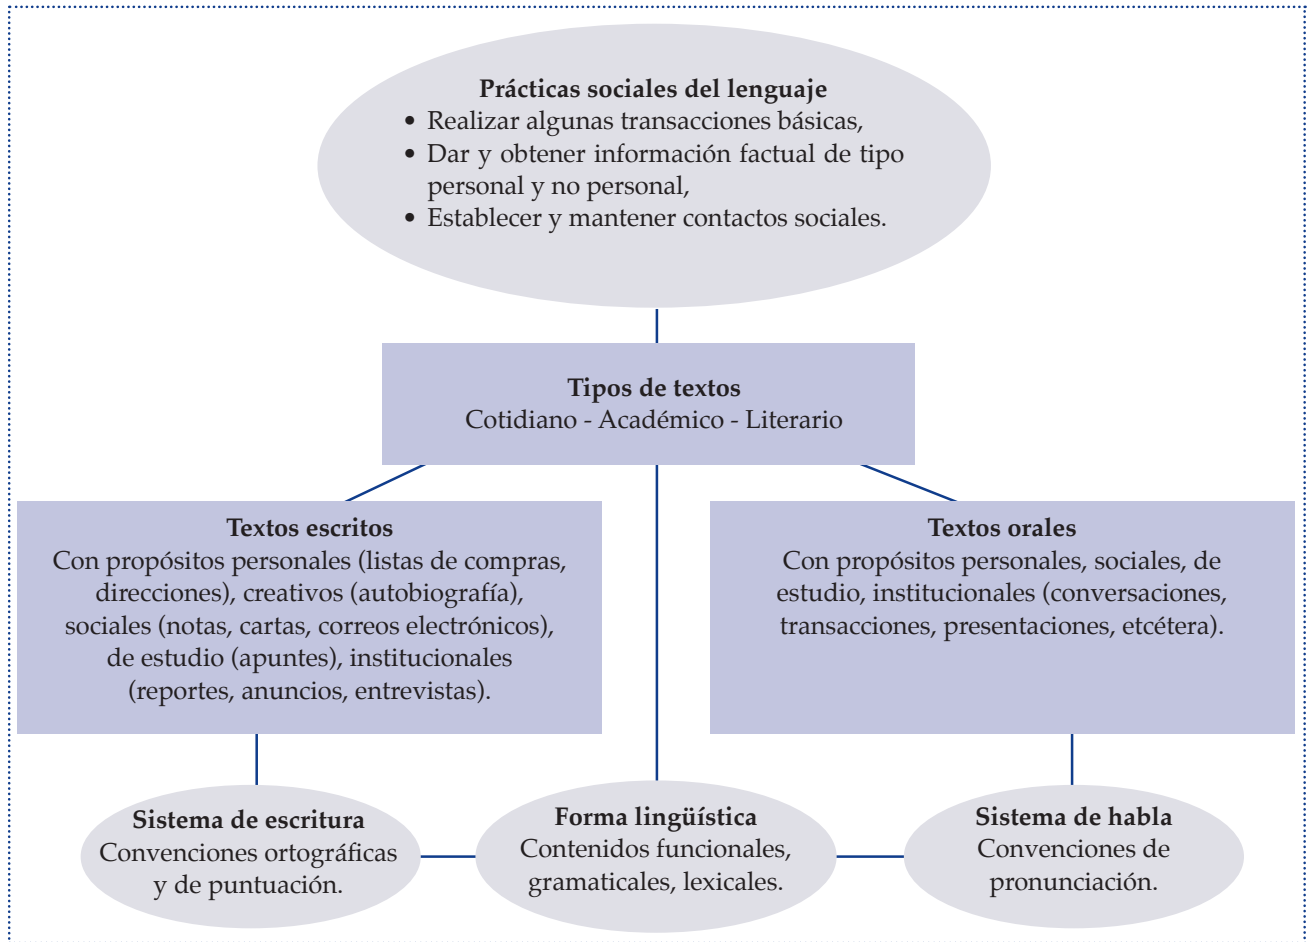 Prácticas sociales del lenguaje
• Realizar algunas transacciones básicas,
• Dar y obtener información factual de tipo
personal y no personal,
• Establecer y mantener contactos sociales.
Tipos de textos
Cotidiano - Académico - Literario
Textos escritos
Con propósitos personales (listas de compras,
direcciones), creativos (autobiografía),
sociales (notas, cartas, correos electrónicos),
de estudio (apuntes), institucionales
(reportes, anuncios, entrevistas).
Textos orales
Con propósitos personales, sociales, de
estudio, institucionales (conversaciones,
transacciones, presentaciones, etcétera).
Sistema de escritura
Convenciones ortográficas
y de puntuación.
Forma lingüística
Contenidos funcionales,
gramaticales, lexicales.
Sistema de habla
Convenciones de
pronunciación.